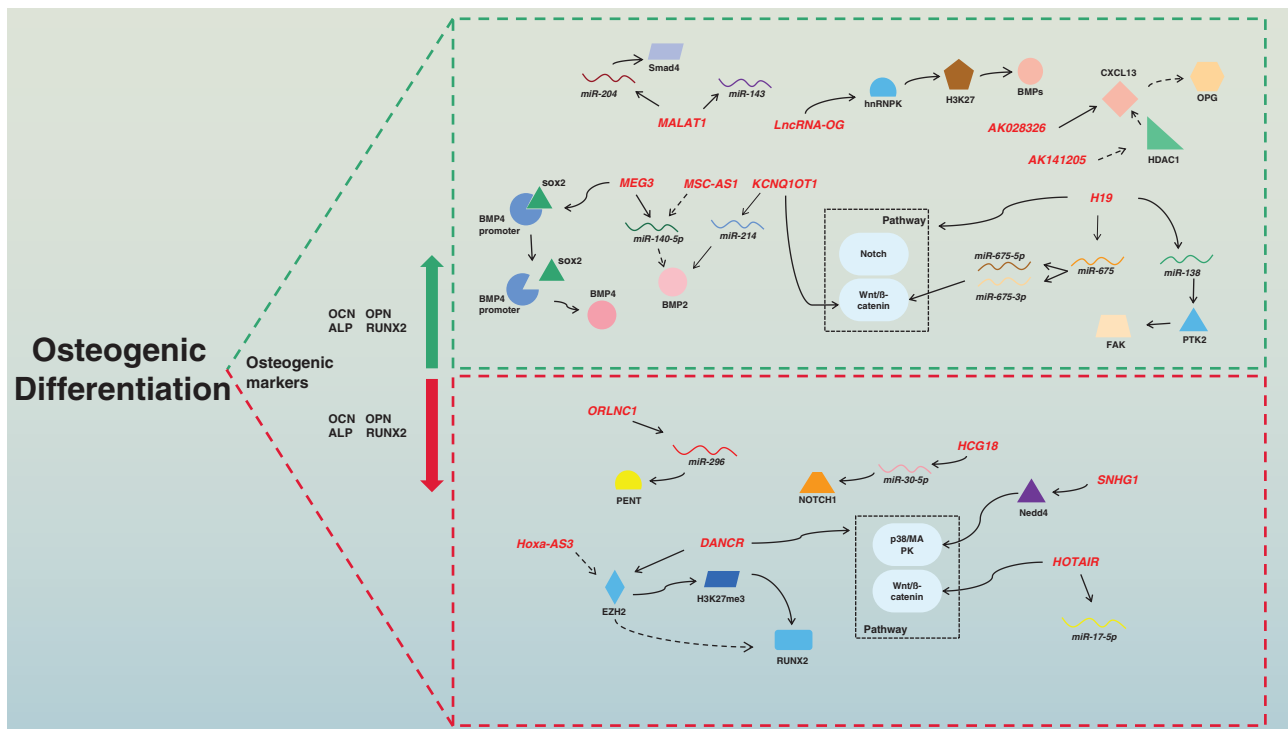 Osteogenic
Differentiation
Osteogenic
markers
OCN OPN
ALP RUNX2
OCN OPN
ALP RUNX2
Smad4
miR-204
miR-143
MALAT1
LncRNA-OG
hnRNPK
H3K27
BMPs
CXCL13
OPG
AK028326
AK141205
HDAC1
sox2
BMP4
promoter
MEG3
MSC-AS1
KCNQ1OT1
miR-140-5p
miR-214
sox2
BMP4
promoter
BMP4
BMP2
Pathway
Notch
Wnt/ß-
catenin
H19
miR-675-5p
miR-675
miR-675-3p
miR-138
FAK
PTK2
ORLNC1
miR-296
PENT
HCG18
miR-30-5p
NOTCH1
SNHG1
Nedd4
Hoxa-AS3
DANCR
EZH2
H3K27me3
RUNX2
p38/MA
PK
Wnt/ß-
catenin
Pathway
HOTAIR
miR-17-5p